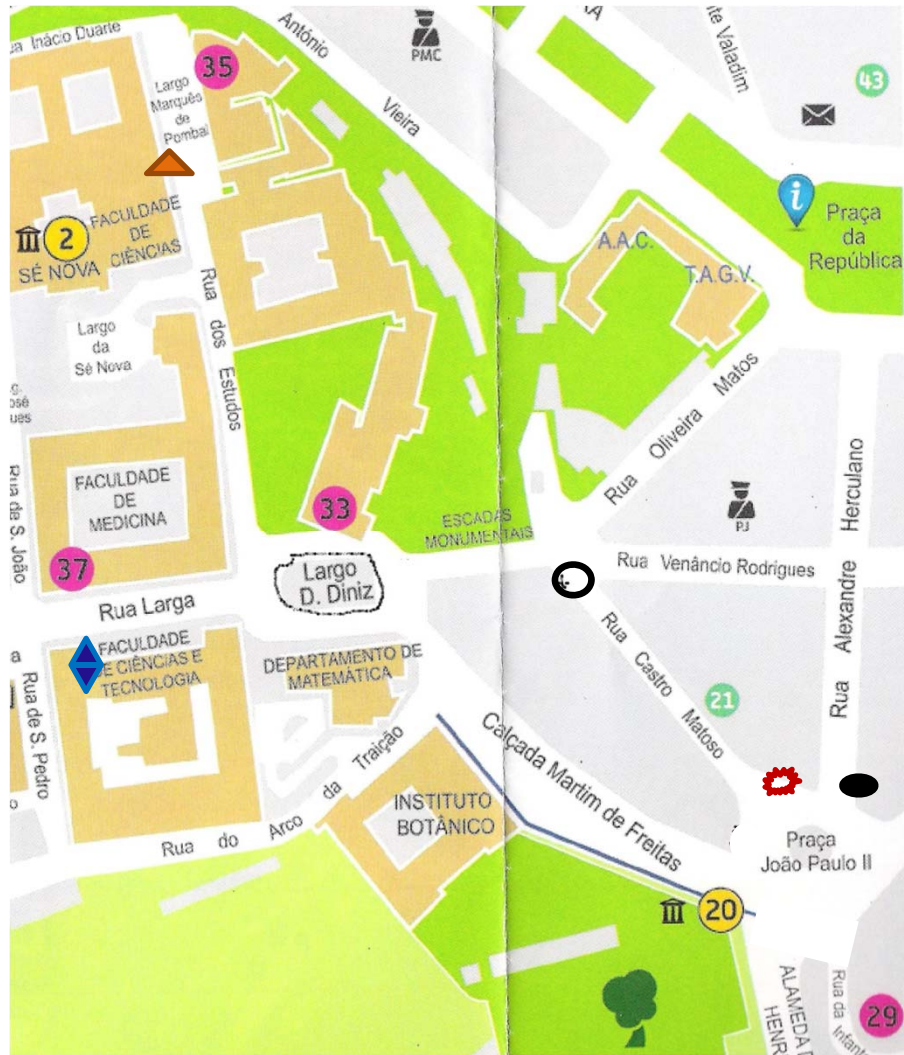 Inácio Duarte
António
Vieira
PMC
Valadim
43
35
Largo
Marquês
de
Pombal
2
FACULDADE
DE
CIÊNCIAS
SÉ NOVA
i
Praça
da
República
A.A.C.
T.A.G.V.
Rua dos Estudos
Largo
da
Sé Nova
Rua Oliveira Matos
Rua Alexandre Herculano
FACULDADE
DE
MEDICINA
Rua de S. João
37
33
ESCADAS
MONUMENTAIS
PJ
Largo
D. Diniz
Rua Venâncio Rodrigues
Rua Larga
Rua Castro Matoso
21
FACULDADE
DE CIÊNCIAS E
TECNOLOGIA
DEPARTAMENTO DE
MATEMÁTICA
Rua de S. Pedro
Calçada Martim de Freitas
Rua do Arco da Traição
INSTITUTO
BOTÂNICO
Praça
João Paulo II
20
ALAMEDA
HENR
Rua da Infant
29